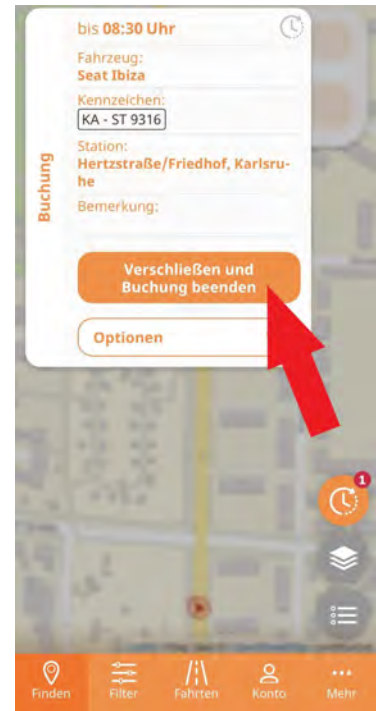 bis 08:30 Uhr
Fahrzeug:
Seat Ibiza
Kennzeichen:
KA - ST 9316
Station:
Hertzstraße/Friedhof, Karlsru-
he
Bemerkung:
Buchung
Verschließen und
Buchung beenden
Optionen
1
Finden
Filter
Fahrten
Konto
Mehr